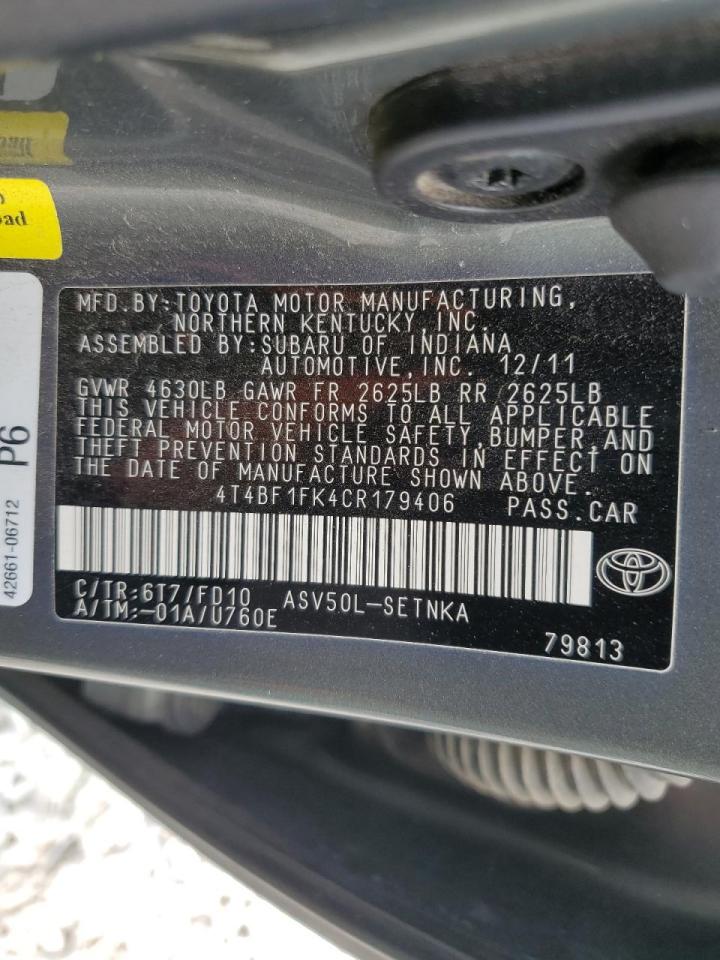 oad
MFD.BY:TOYOTA MOTOR MANUFACTURING,
NORTHERN KENTUCKY, INC.
ASSEMBLED BY:SUBARU OF INDIANA
AUTOMOTIVE,INC. 12/11
GVWR 4630LB GAWR FR 2625LB RR 2625LB
THIS VEHICLE CONFORMS TO ALL APPLICABLE
FEDERAL MOTOR VEHICLE SAFETY,BUMPER,AND
THEFT PREVENTION STANDARDS IN EFFECT ON
THE DATE OF MANUFACTURE SHOWN ABOVE.
4T4BF1FK4CR179406 PASS.CAR
C/TR:6T7/FD10 ASV50L-SETNKA
A/TM:-01A/U760E
79813
P6
42661-06712